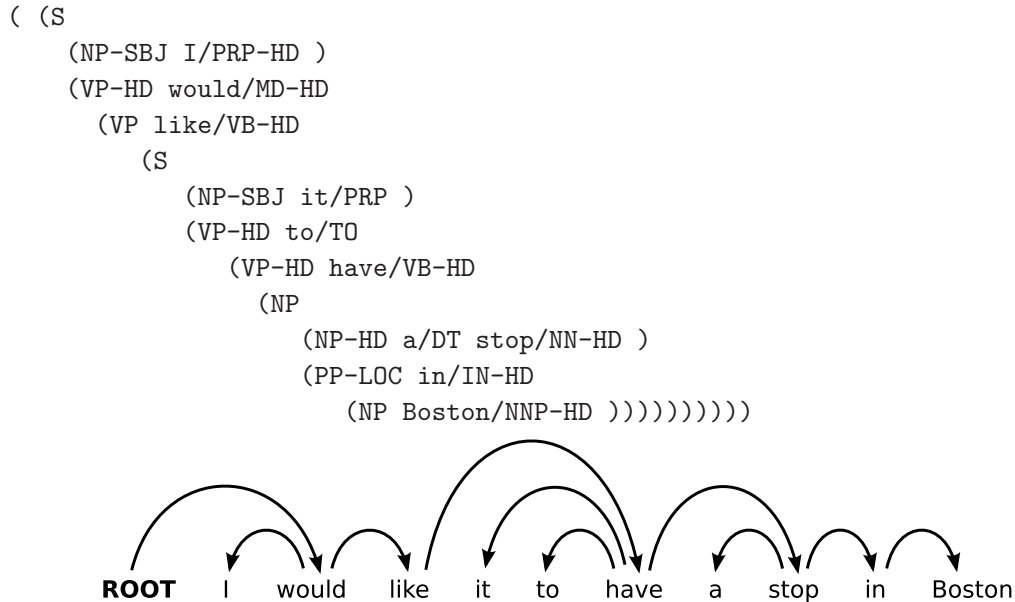 ( (S
(NP-SBJ I/PRP-HD )
(VP-HD would/MD-HD
(VP like/VB-HD
(S
(NP-SBJ it/PRP )
(VP-HD to/TO
(VP-HD have/VB-HD
(NP
(NP-HD a/DT stop/NN-HD )
(PP-LOC in/IN-HD
(NP Boston/NNP-HD ))))))))))
ROOT I would like it to have a stop in Boston